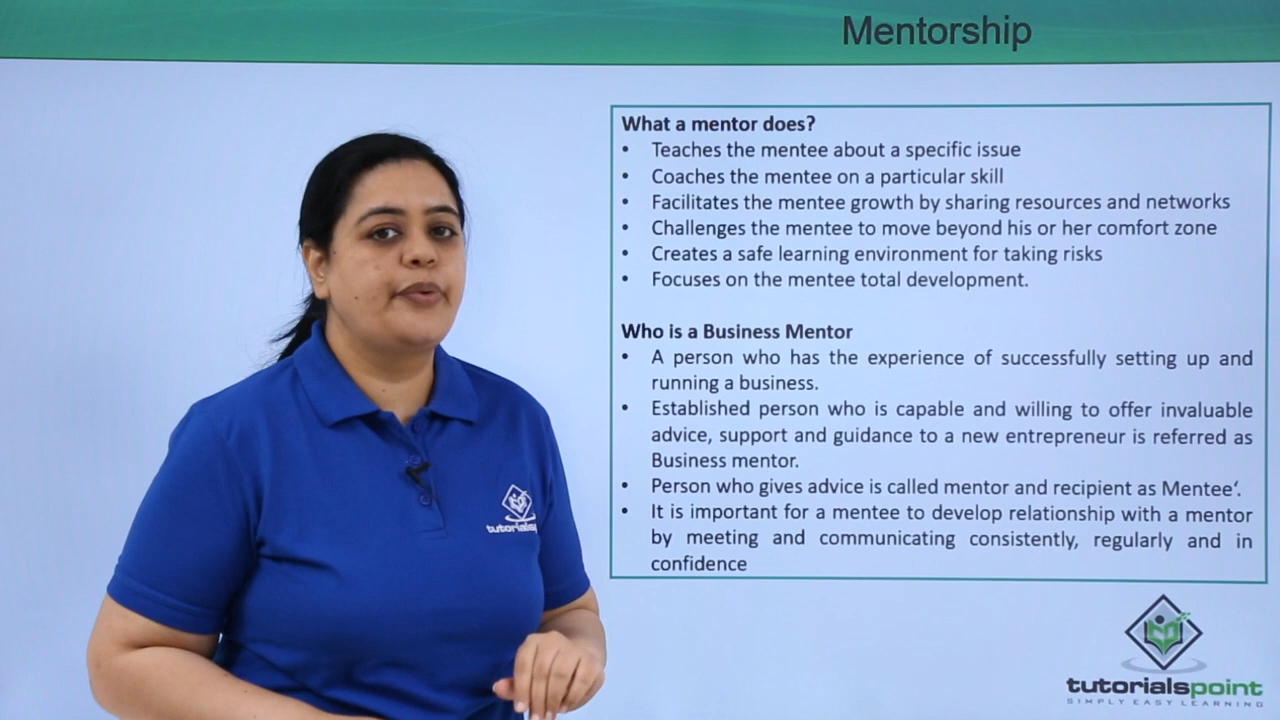 Mentorship
What a mentor does?
• Teaches the mentee about a specific issue
• Coaches the mentee on a particular skill
• Facilitates the mentee growth by sharing resources and networks
• Challenges the mentee to move beyond his or her comfort zone
• Creates a safe learning environment for taking risks
• Focuses on the mentee total development.
Who is a Business Mentor
• A person who has the experience of successfully setting up and
running a business.
• Established person who is capable and willing to offer invaluable
advice, support and guidance to a new entrepreneur is referred as
Business mentor.
• Person who gives advice is called mentor and recipient as Mentee‘.
• It is important for a mentee to develop relationship with a mentor
by meeting and communicating consistently, regularly and in
confidence
tutorialsp
tutorialspoint
SIMPLY EASY LEARNING